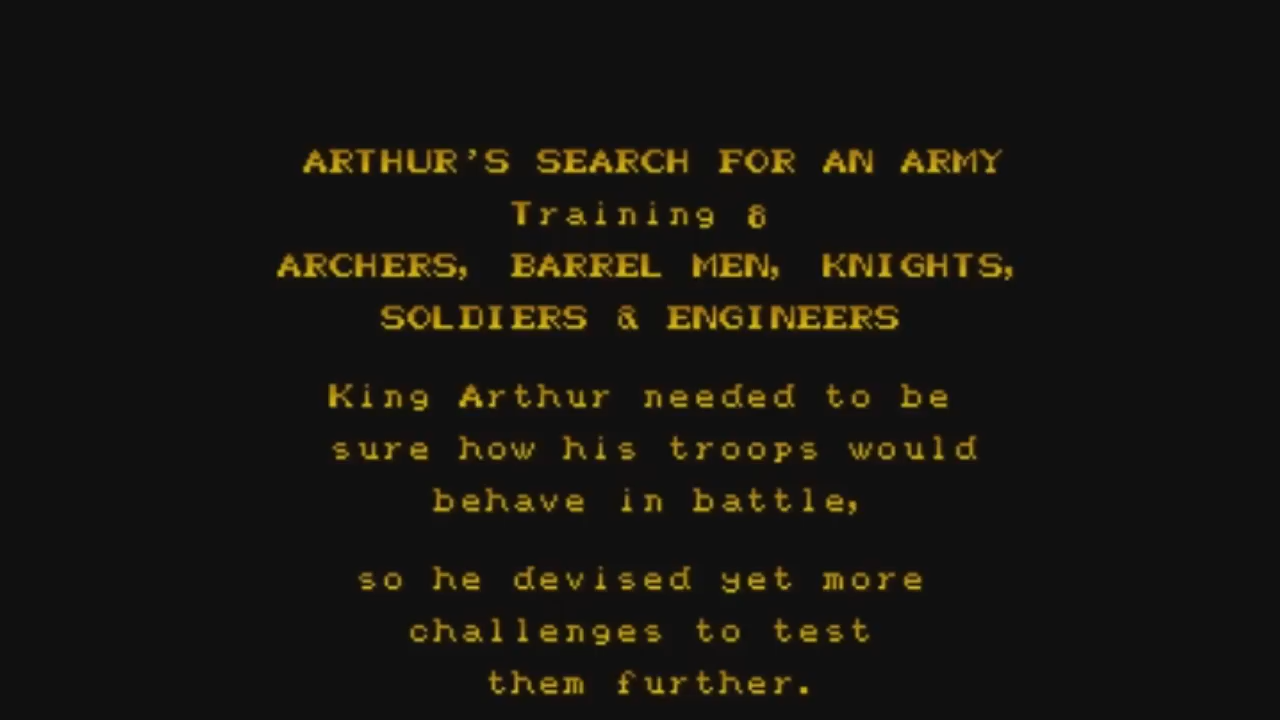 ARTHUR'S SEARCH FOR AN ARMY
Training 8
ARCHERS, BARREL MEN, KNIGHTS,
SOLDIERS & ENGINEERS
King Arthur needed to be
sure how his troops would
behave in battle,
so he devised yet more
challenges to test
them further.